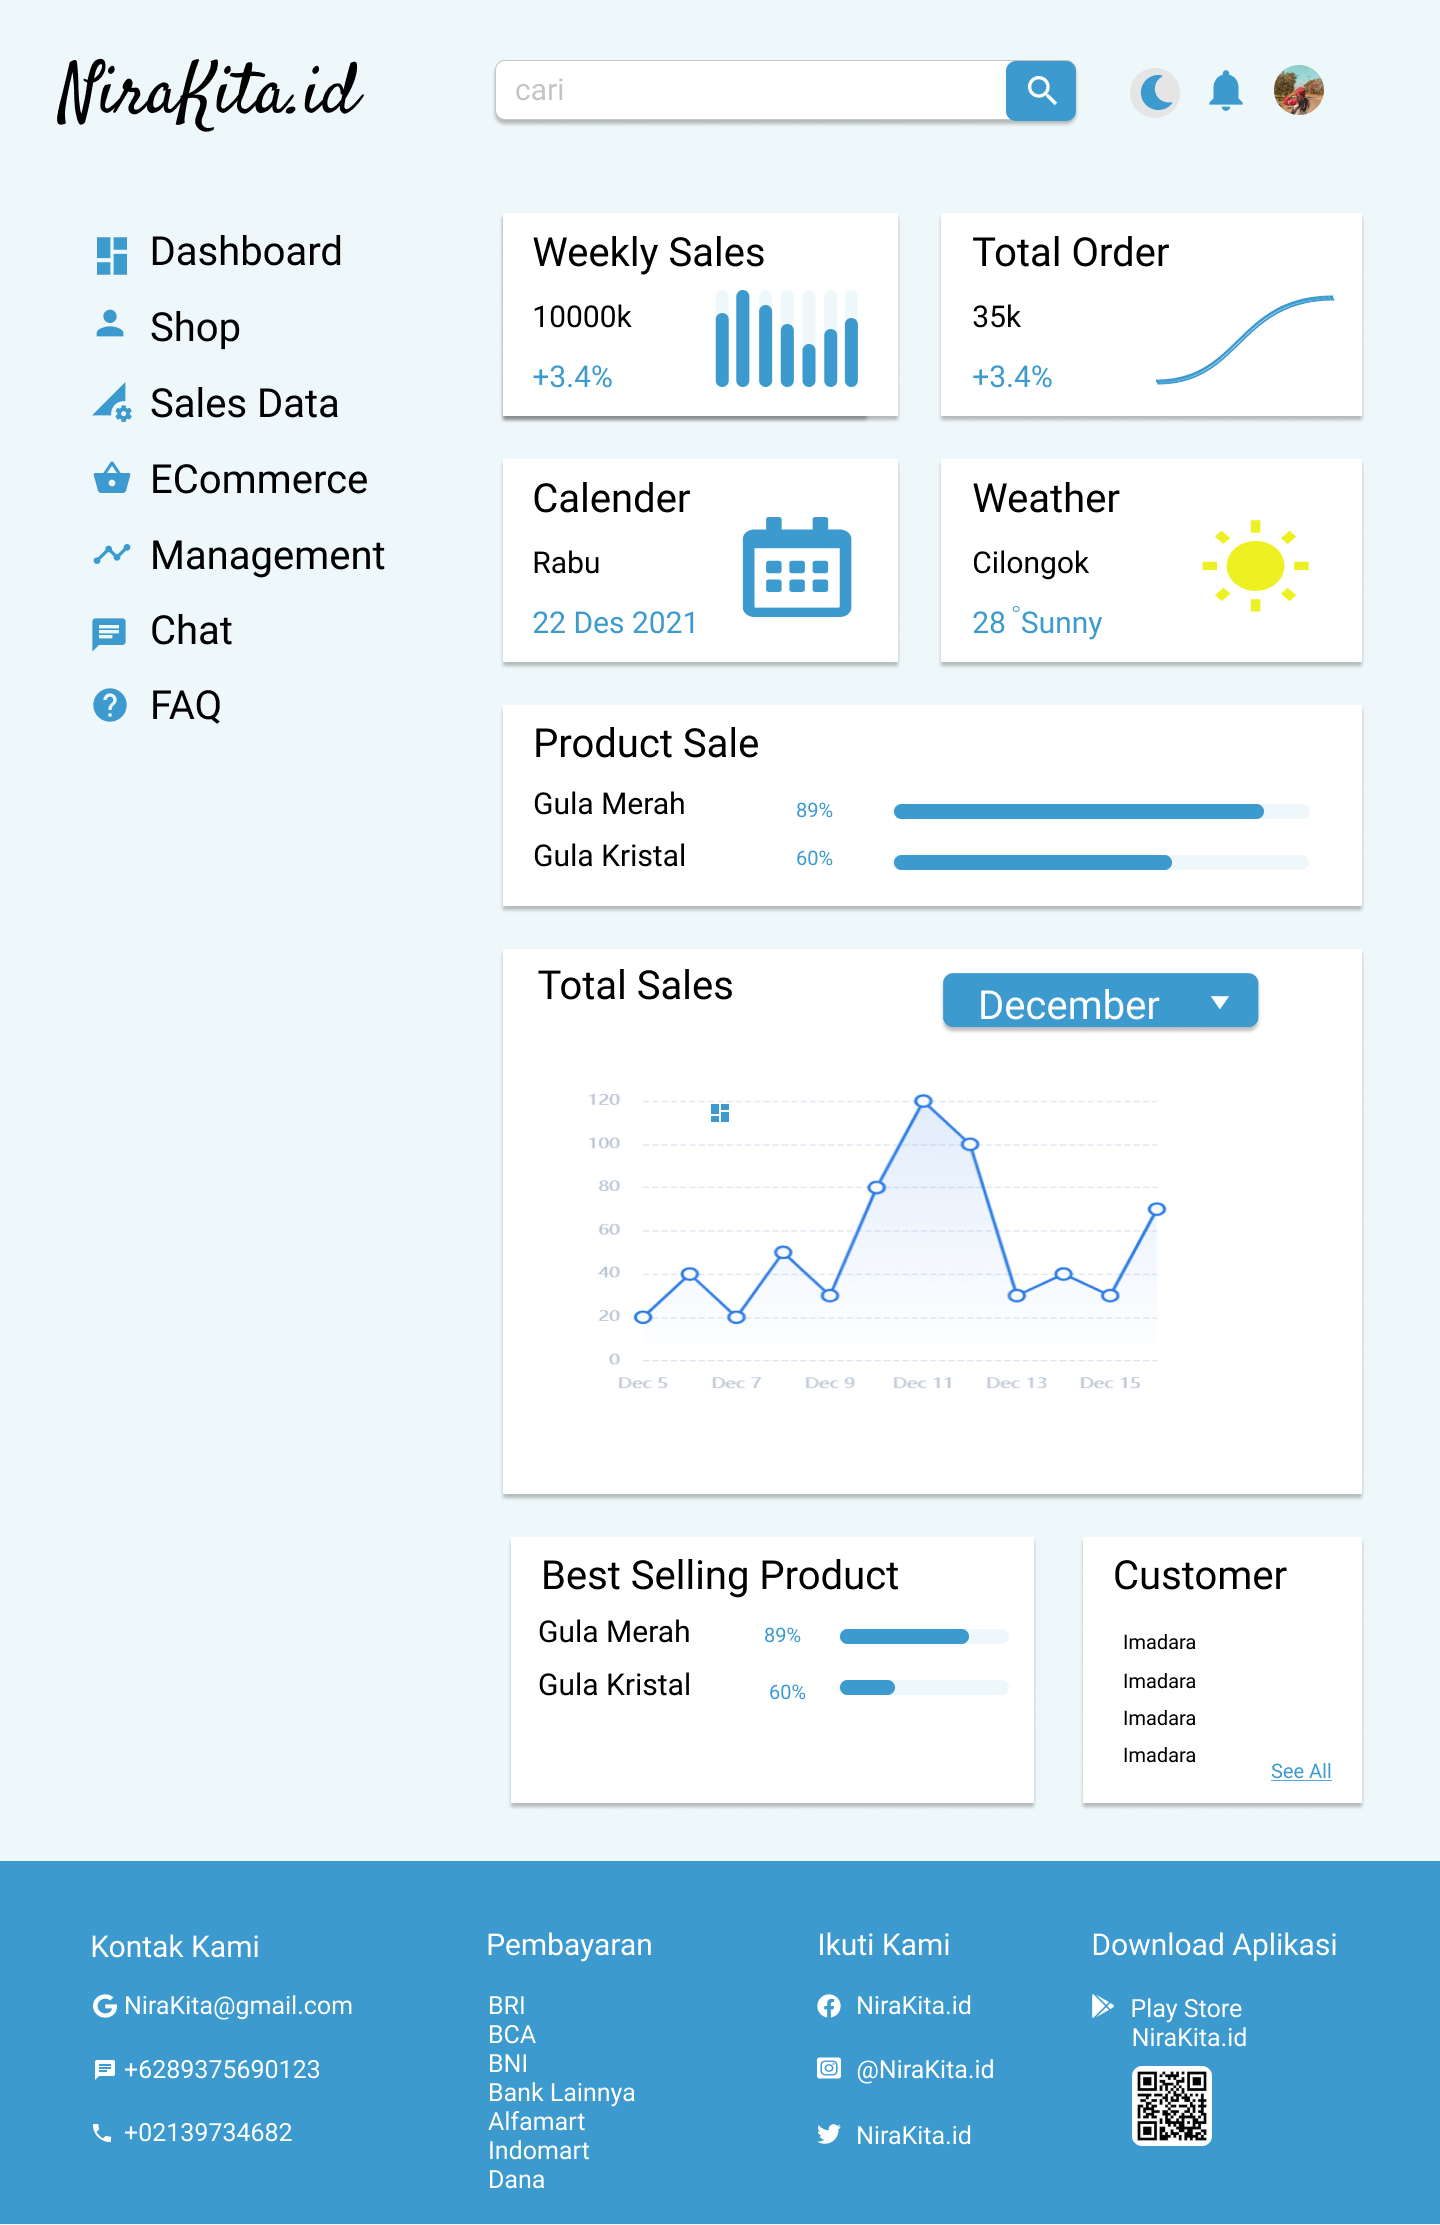 NiraKita.id
cari
Dashboard
Shop
Sales Data
ECommerce
Management
Chat
FAQ
Weekly Sales
10000k
+3.4%
Total Order
35k
+3.4%
Calender
Rabu
22 Des 2021
Weather
Cilongok
28 °Sunny
Product Sale
Gula Merah 89%
Gula Kristal 60%
Total Sales
December
120
100
80
60
40
20
0
Dec 5 Dec 7 Dec 9 Dec 11 Dec 13 Dec 15
Best Selling Product
Gula Merah 89%
Gula Kristal 60%
Customer
Imadara
Imadara
Imadara
Imadara
See All
Kontak Kami
NiraKita@gmail.com
+6289375690123
+02139734682
Pembayaran
BRI
BCA
BNI
Bank Lainnya
Alfamart
Indomart
Dana
Ikuti Kami
NiraKita.id
@NiraKita.id
NiraKita.id
Download Aplikasi
Play Store
NiraKita.id